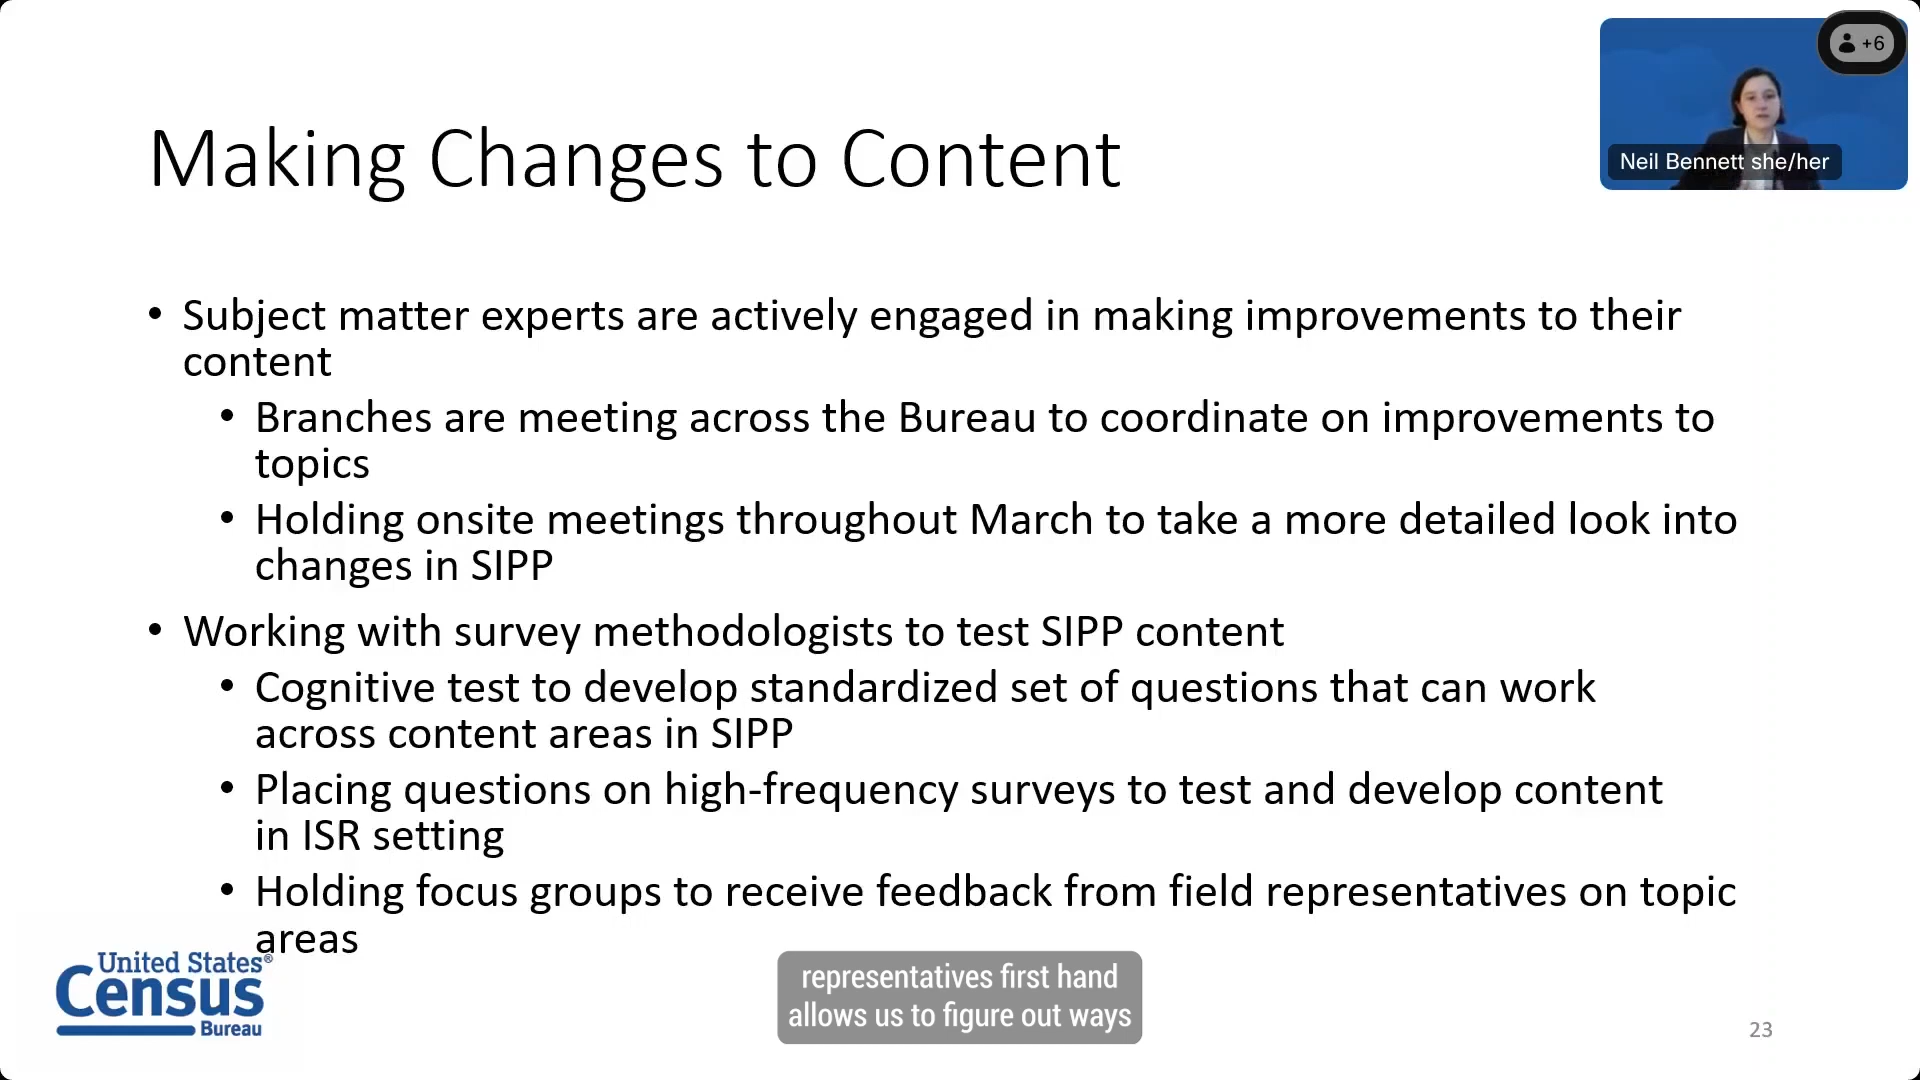 +6
Neil Bennett she/her
Making Changes to Content
• Subject matter experts are actively engaged in making improvements to their
content
• Branches are meeting across the Bureau to coordinate on improvements to
topics
• Holding onsite meetings throughout March to take a more detailed look into
changes in SIPP
• Working with survey methodologists to test SIPP content
• Cognitive test to develop standardized set of questions that can work
across content areas in SIPP
• Placing questions on high-frequency surveys to test and develop content
in ISR setting
• Holding focus groups to receive feedback from field representatives on topic
areas
United States®
Census
Bureau
representatives first hand
allows us to figure out ways
23